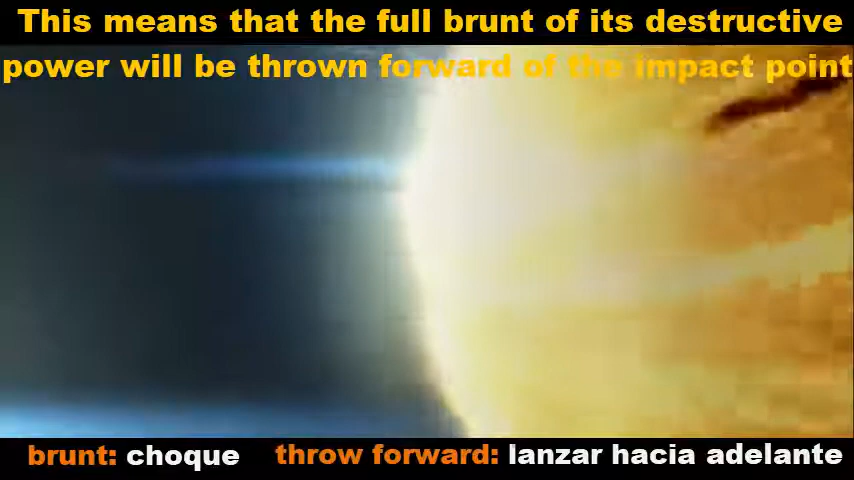 This means that the full brunt of its destructive
power will be thrown forward of the impact point
brunt: choque throw forward: lanzar hacia adelante